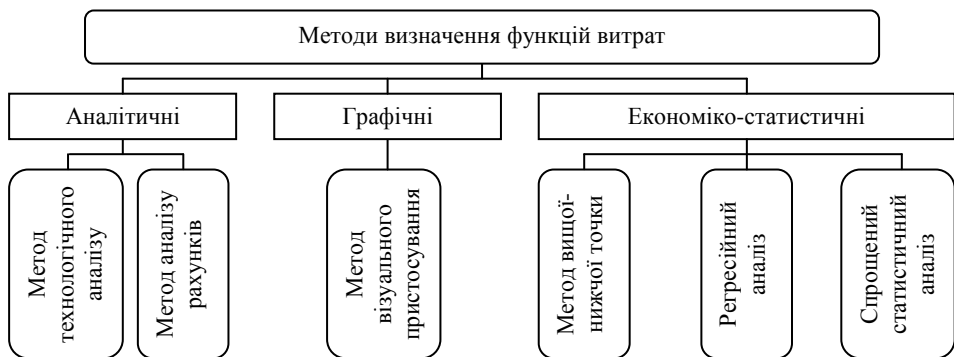 Методи визначення функцій витрат
Аналітичні
Графічні
Економіко-статистичні
Метод
технологічного
аналізу
Метод аналізу
рахунків
Метод
візуального
пристосування
Метод вищої-
нижчої точки
Регресійний
аналіз
Спрощений
статистичний
аналіз